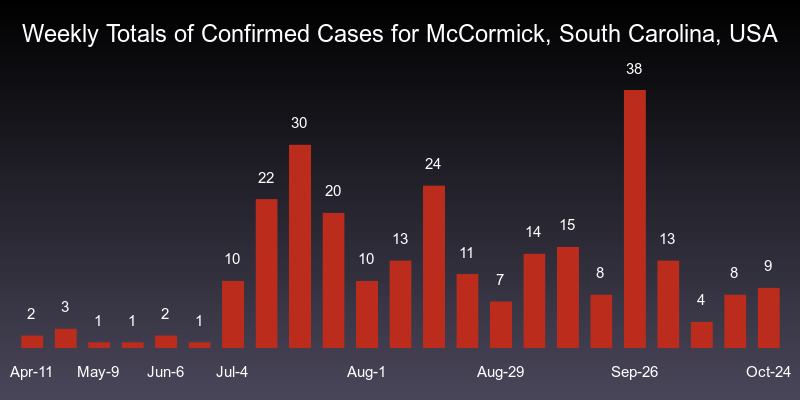 Weekly Totals of Confirmed Cases for McCormick, South Carolina, USA
2 3 1 1 2 1 10 22 30 20 10 13 24 11 7 14 15 8 38 13 4 8 9
Apr-11 May-9 Jun-6 Jul-4 Aug-1 Aug-29 Sep-26 Oct-24